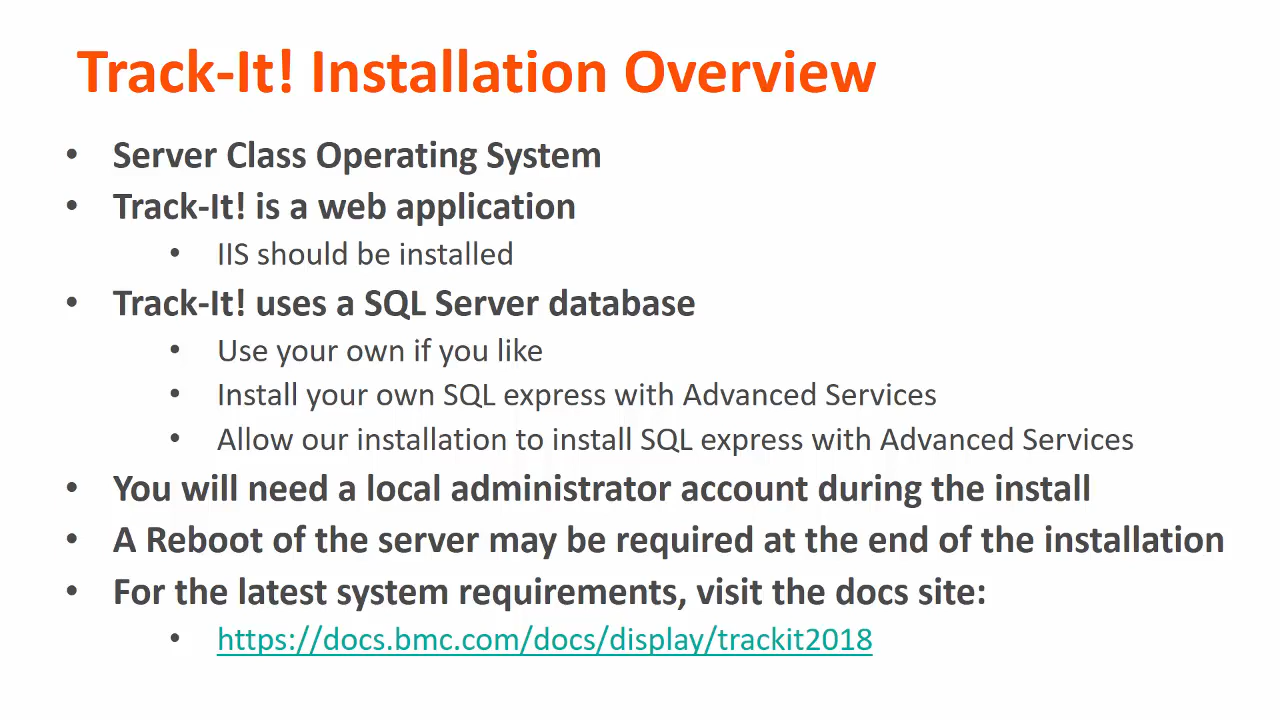 Track-It! Installation Overview
• Server Class Operating System
• Track-It! is a web application
• IIS should be installed
• Track-It! uses a SQL Server database
• Use your own if you like
• Install your own SQL express with Advanced Services
• Allow our installation to install SQL express with Advanced Services
• You will need a local administrator account during the install
• A Reboot of the server may be required at the end of the installation
• For the latest system requirements, visit the docs site:
• https://docs.bmc.com/docs/display/trackit2018